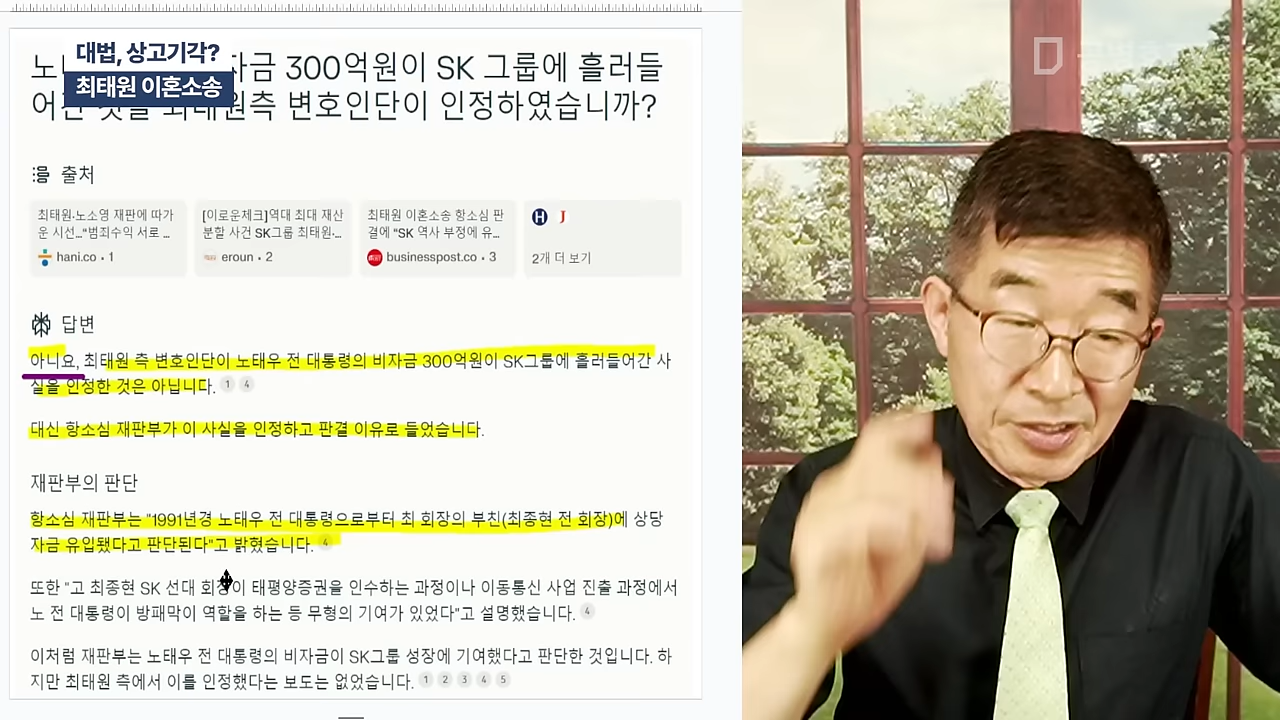 대법, 상고기각?
최태원 이혼소송
자금 300억원이 SK 그룹에 흘러들
최태원측 변호인단이 인정하였습니까?
출처
최태원·노소영 재판에 따가
운 시선..."범죄수익 서로 ...
hani.co · 1
[이로운체크]역대 최대 재산
분할 사건 SK그룹 최태원·...
eroun · 2
최태원 이혼소송 항소심 판
결에 "SK 역사 부정에 유...
businesspost.co · 3
H J
2개 더 보기
답변
아니요, 최태원 측 변호인단이 노태우 전 대통령의 비자금 300억원이 SK그룹에 흘러들어간 사
실을 인정한 것은 아닙니다. 1 4
대신 항소심 재판부가 이 사실을 인정하고 판결 이유로 들었습니다.
재판부의 판단
항소심 재판부는 "1991년경 노태우 전 대통령으로부터 최 회장의 부친(최종현 전 회장)에 상당
자금 유입됐다고 판단된다"고 밝혔습니다. 4
또한 "고 최종현 SK 선대 회장이 태평양증권을 인수하는 과정이나 이동통신 사업 진출 과정에서
노 전 대통령이 방패막이 역할을 하는 등 무형의 기여가 있었다"고 설명했습니다. 4
이처럼 재판부는 노태우 전 대통령의 비자금이 SK그룹 성장에 기여했다고 판단한 것입니다. 하
지만 최태원 측에서 이를 인정했다는 보도는 없었습니다. 1 2 3 4 5